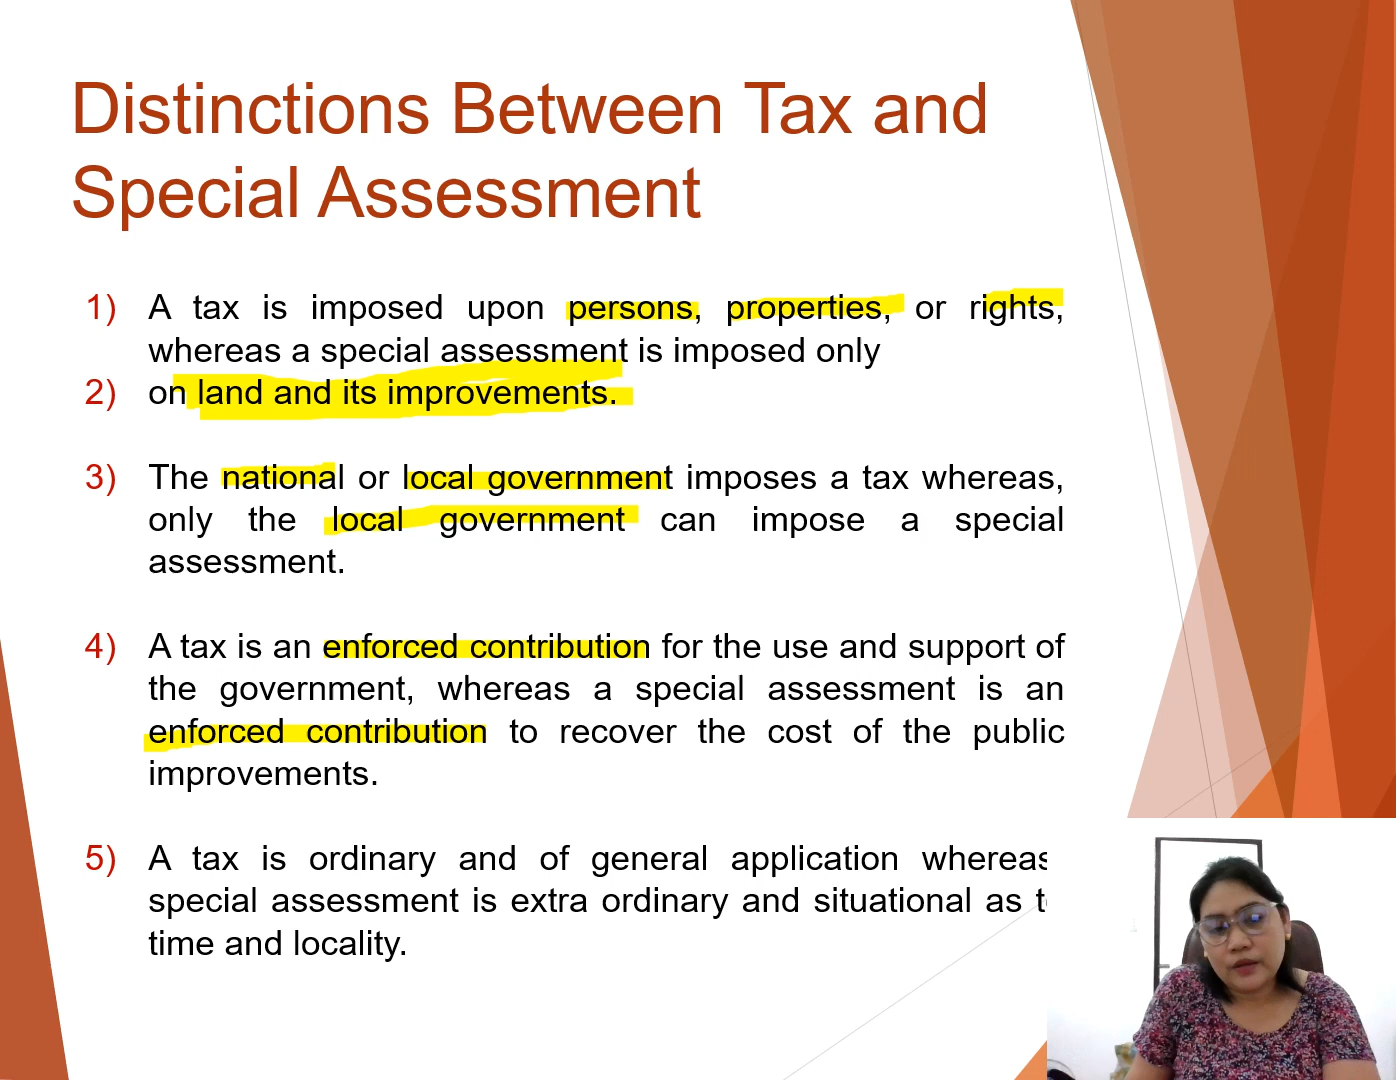 Distinctions Between Tax and
Special Assessment
1) A tax is imposed upon persons, properties, or rights,
whereas a special assessment is imposed only
2) on land and its improvements.
3) The national or local government imposes a tax whereas,
only the local government can impose a special
assessment.
4) A tax is an enforced contribution for the use and support of
the government, whereas a special assessment is an
enforced contribution to recover the cost of the public
improvements.
5) A tax is ordinary and of general application whereas
special assessment is extra ordinary and situational as
time and locality.